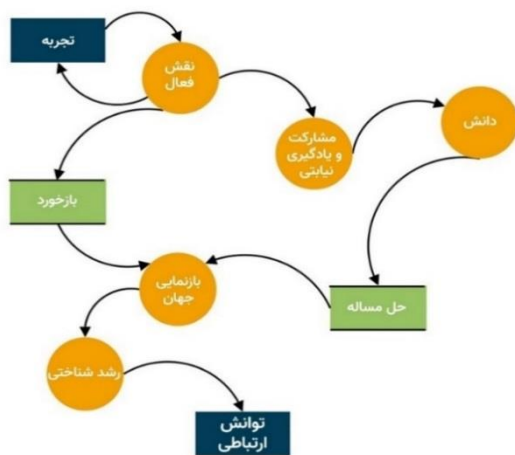 تجربه
نقش
فعال
مشارکت
و یادگیری
نیابتی
دانش
بازخورد
بازنمایی
جهان
حل مساله
رشد شناختی
توانش
ارتباطی